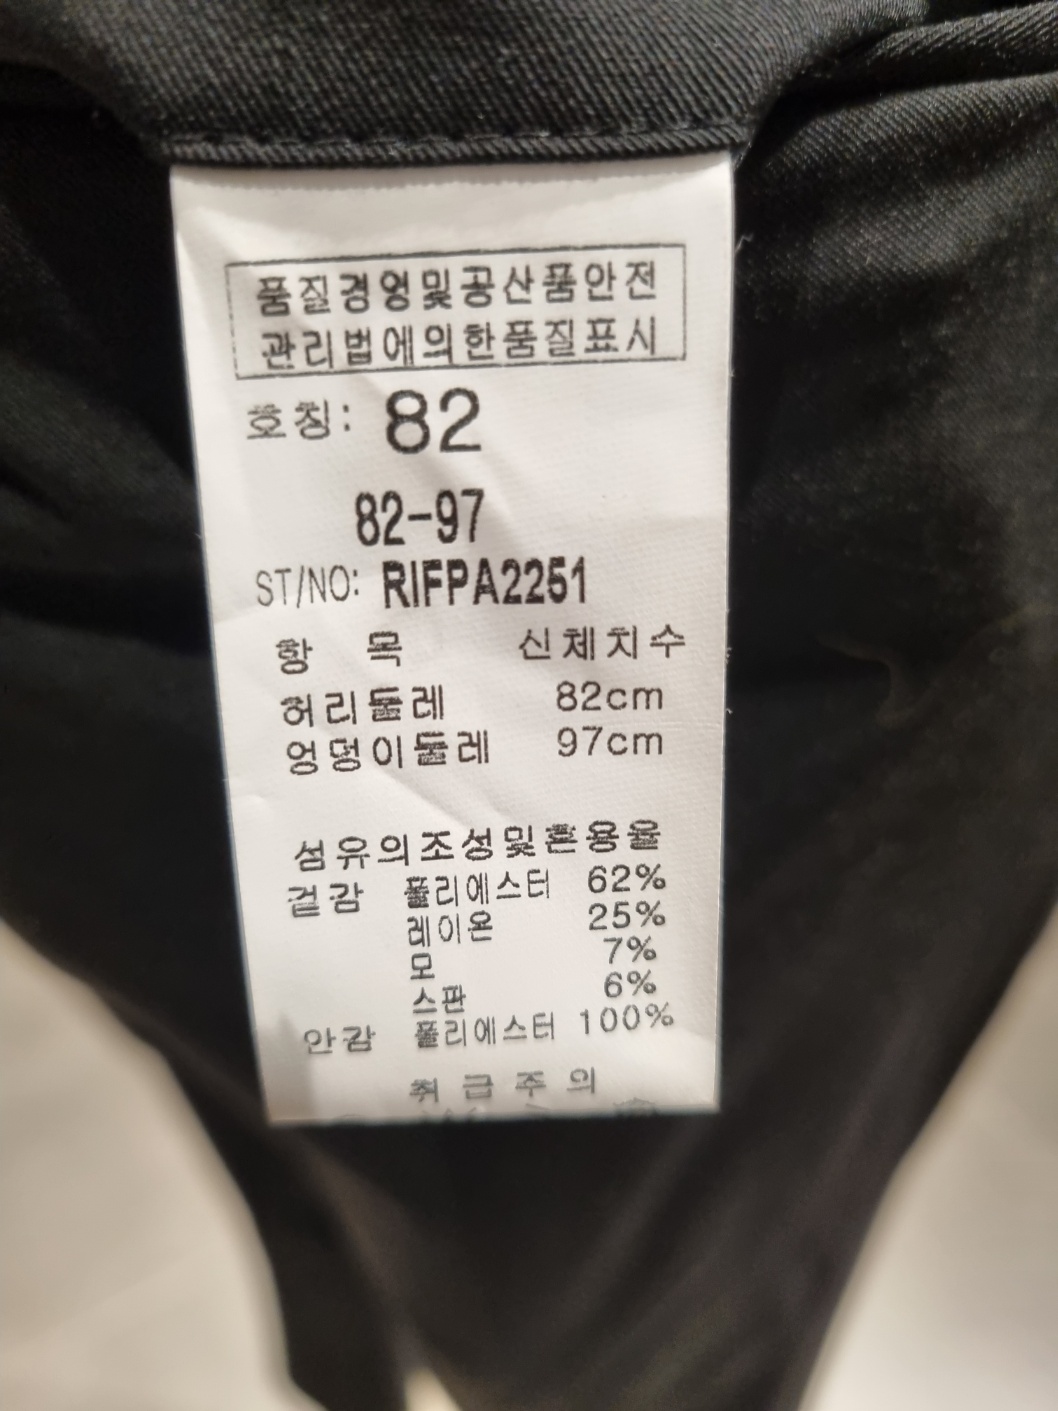 품질경영및공산품안전
관리법에의한품질표시
호칭: 82
82-97
ST/NO: RIFPA2251
항 목 신체치수
허리둘레 82cm
엉덩이둘레 97cm
섬유의조성및혼용율
겉감 폴리에스터 62%
레이온 25%
모 7%
스판 6%
안감 폴리에스터 100%
취급주의